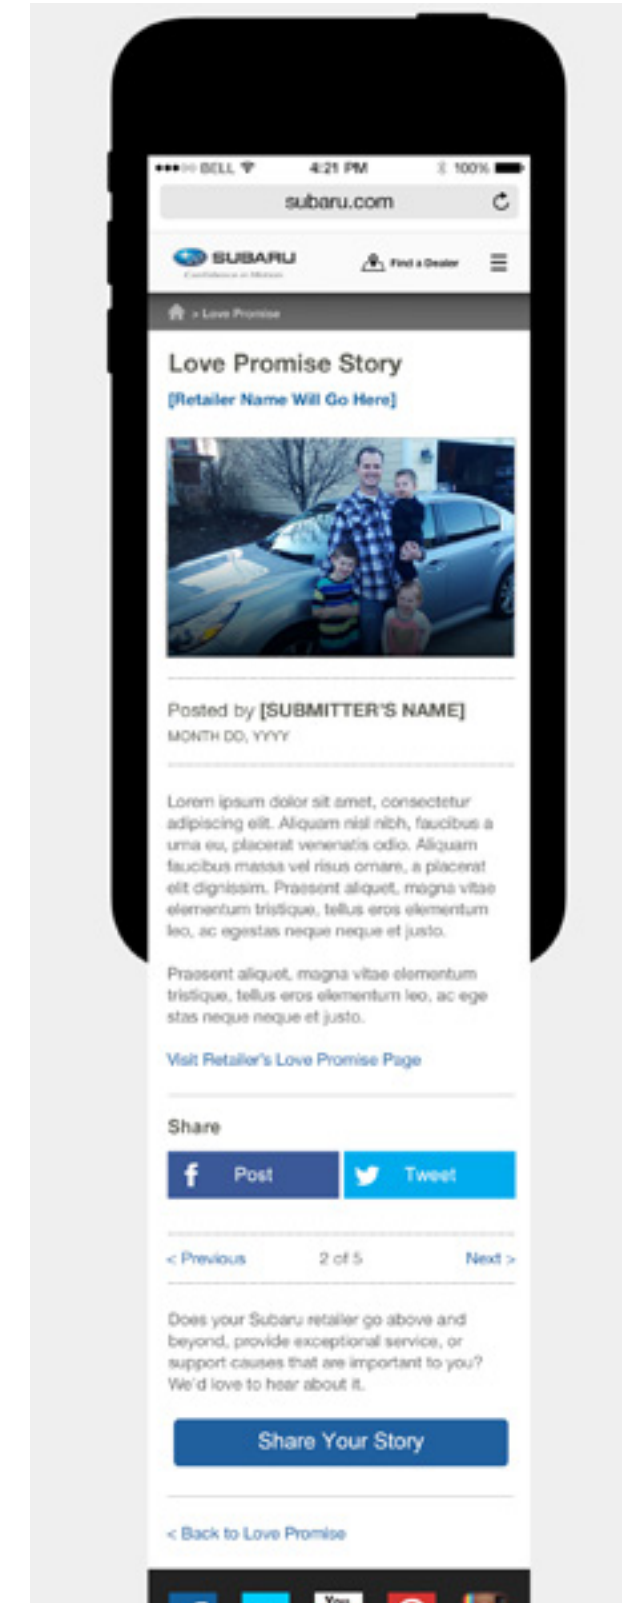 BELL 4:21 PM 100%
subaru.com
SUBARU Find a Dealer
Confidence in Motion
> Love Promise
Love Promise Story
[Retailer Name Will Go Here]
Posted by [SUBMITTER'S NAME]
MONTH DD, YYYY
Lorem ipsum dolor sit amet, consectetur
adipiscing elit. Aliquam nisl nibh, faucibus a
urna eu, placerat venenatis odio. Aliquam
faucibus massa vel risus ornare, a placerat
elit dignissim. Praesent aliquet, magna vitae
elementum tristique, tellus eros elementum
leo, ac egestas neque neque et justo.
Praesent aliquet, magna vitae elementum
tristique, tellus eros elementum leo, ac ege
stas neque neque et justo.
Visit Retailer's Love Promise Page
Share
f Post Tweet
< Previous 2 of 5 Next >
Does your Subaru retailer go above and
beyond, provide exceptional service, or
support causes that are important to you?
We'd love to hear about it.
Share Your Story
< Back to Love Promise
You